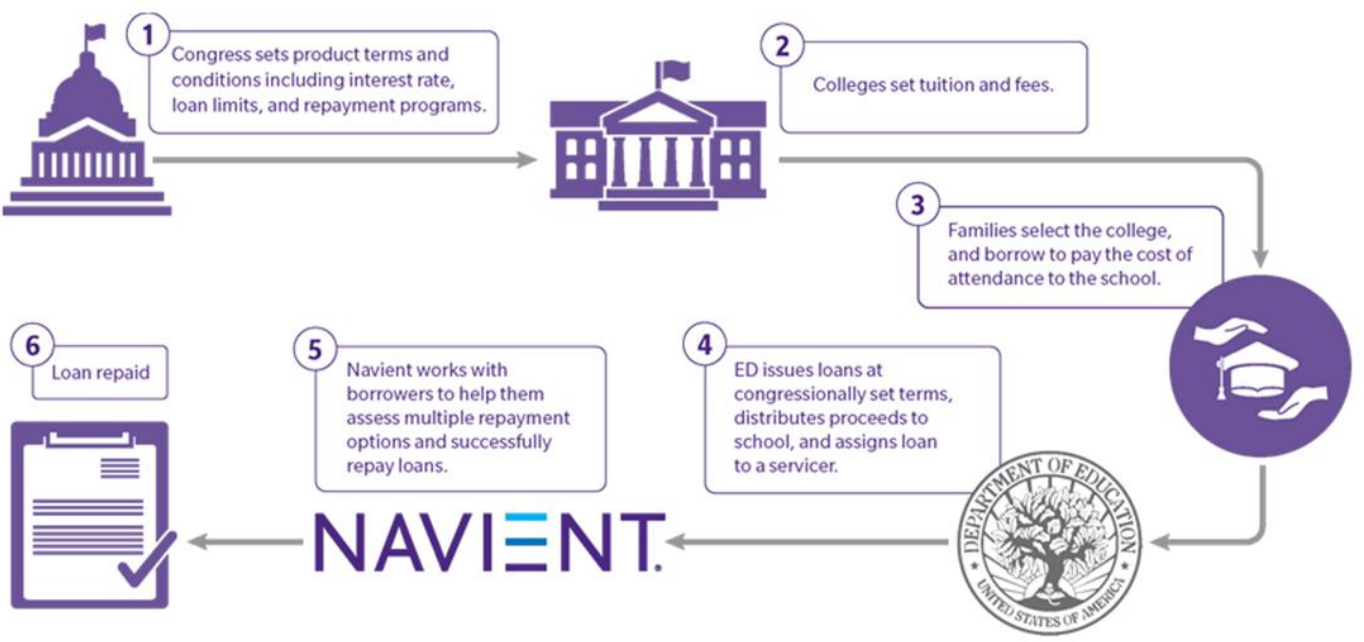 1
Congress sets product terms and
conditions including interest rate,
loan limits, and repayment programs.
2
Colleges set tuition and fees.
3
Families select the college,
and borrow to pay the cost of
attendance to the school.
4
ED issues loans at
congressionally set terms,
distributes proceeds to
school, and assigns loan
to a servicer.
DEPARTMENT OF EDUCATION
UNITED STATES OF AMERICA
5
Navient works with
borrowers to help them
assess multiple repayment
options and successfully
repay loans.
NAVIENT.
6
Loan repaid